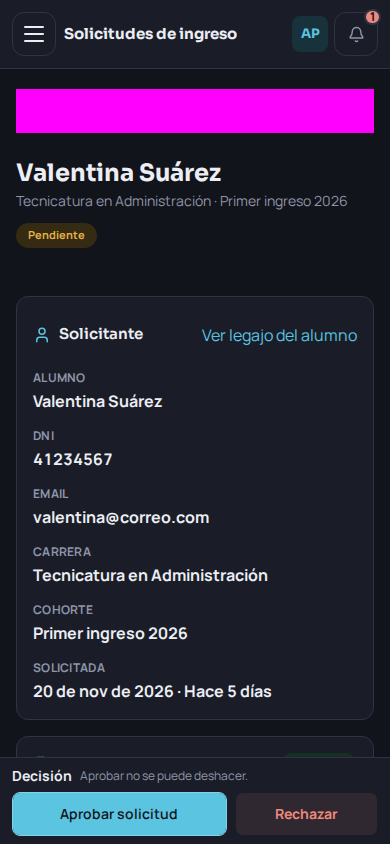 Solicitudes de ingreso
AP
1
Valentina Suárez
Tecnicatura en Administración · Primer ingreso 2026
Pendiente
Solicitante
Ver legajo del alumno
ALUMNO
Valentina Suárez
DNI
41234567
EMAIL
valentina@correo.com
CARRERA
Tecnicatura en Administración
COHORTE
Primer ingreso 2026
SOLICITADA
20 de nov de 2026 · Hace 5 días
Decisión Aprobar no se puede deshacer.
Aprobar solicitud
Rechazar